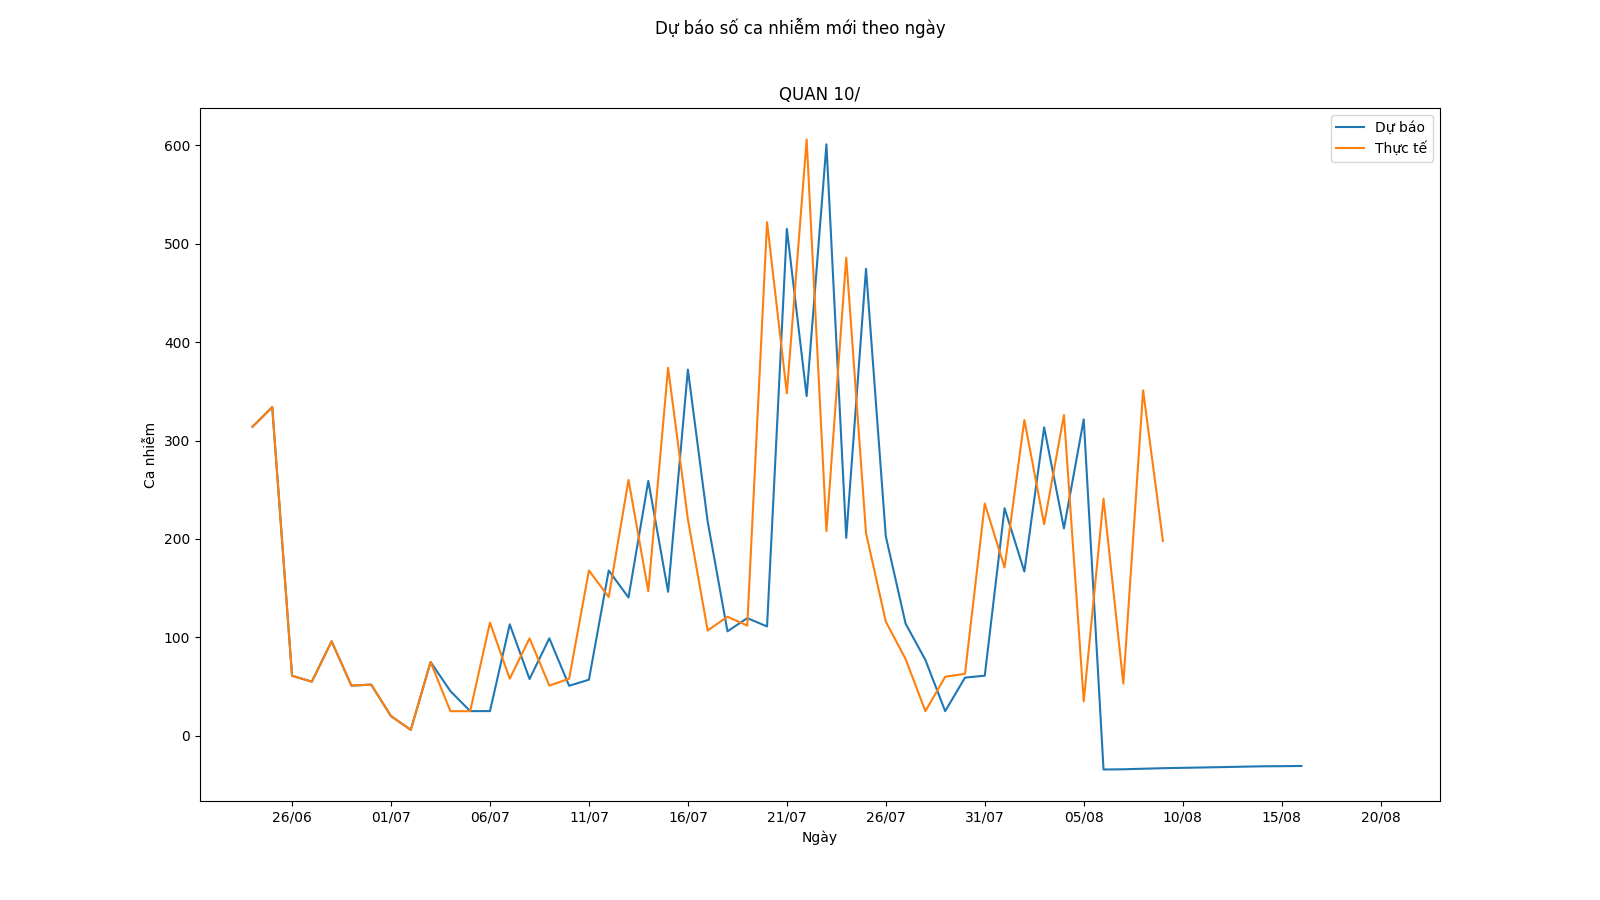 Dự báo số ca nhiễm mới theo ngày
QUAN 10/
Dự báo
Thực tế
600
500
400
300
200
100
0
Ca nhiễm
26/06 01/07 06/07 11/07 16/07 21/07 26/07 31/07 05/08 10/08 15/08 20/08
Ngày